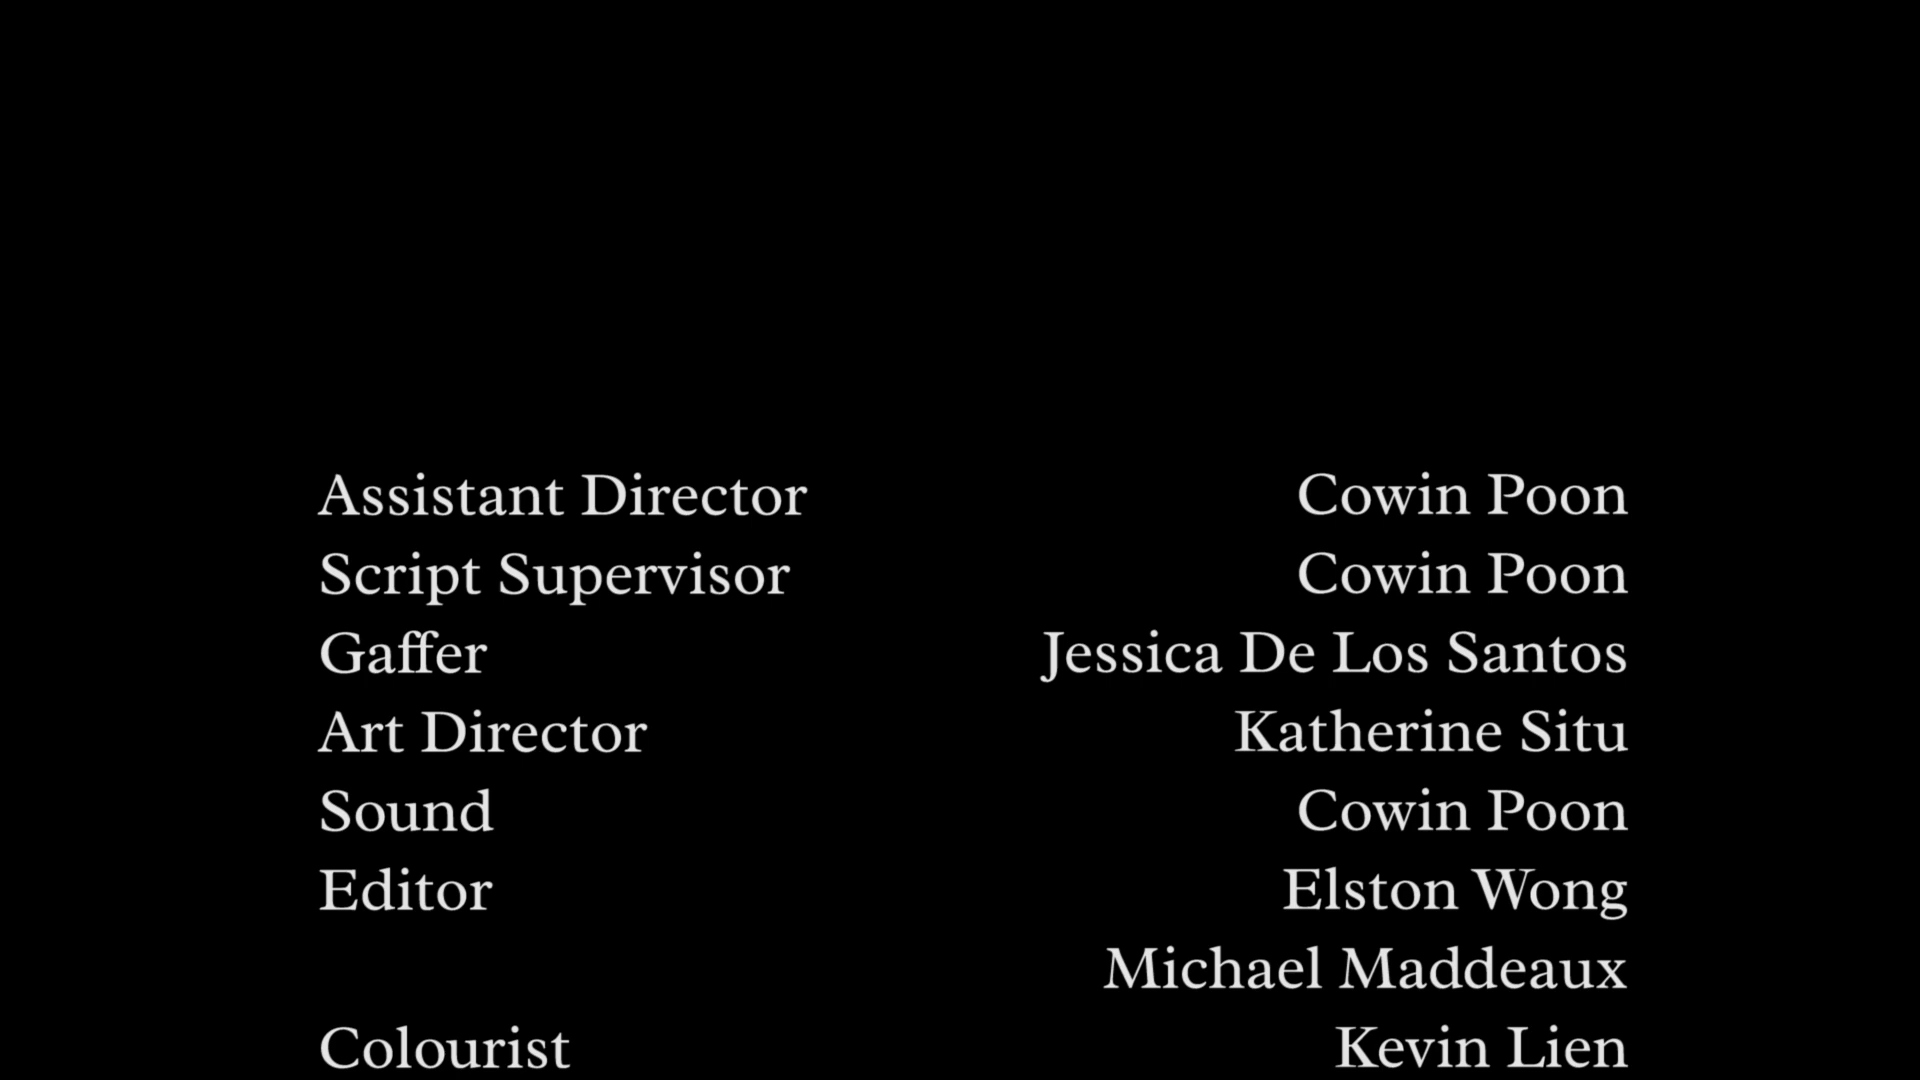 Assistant Director Cowin Poon
Script Supervisor Cowin Poon
Gaffer Jessica De Los Santos
Art Director Katherine Situ
Sound Cowin Poon
Editor Elston Wong
Michael Maddeaux
Colourist Kevin Lien